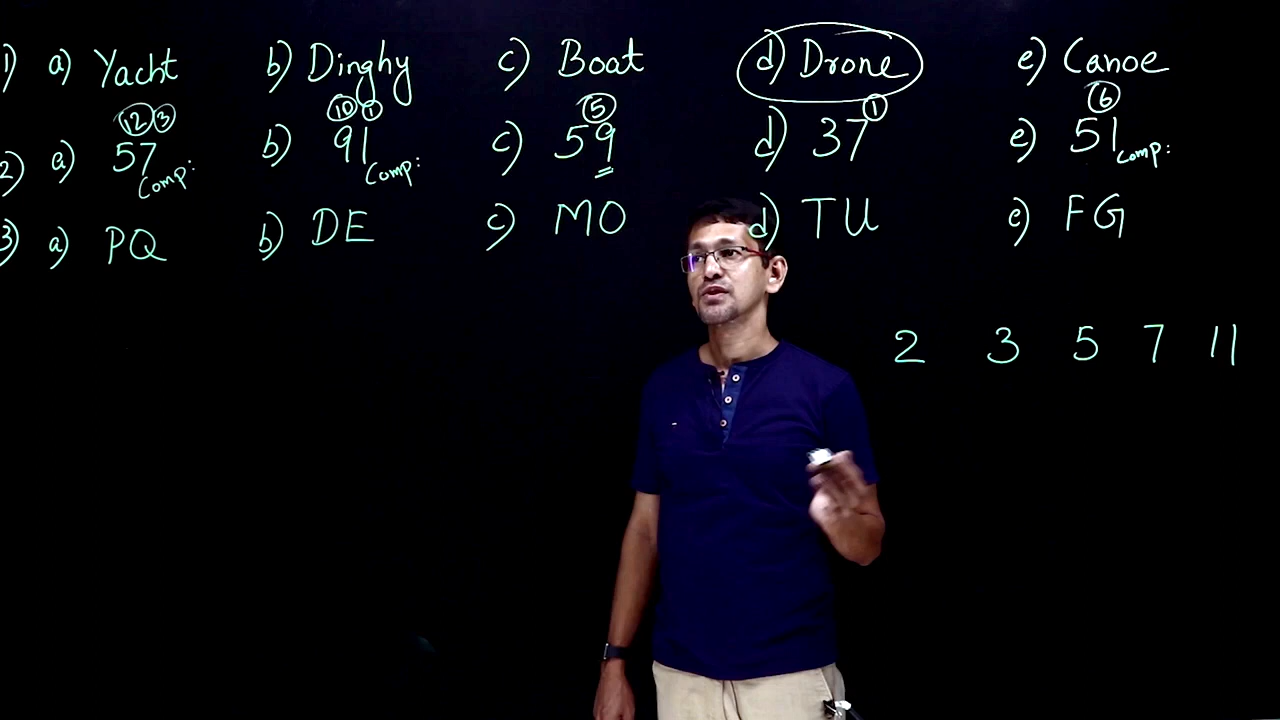 1) a) Yacht b) Dinghy c) Boat d) Drone e) Canoe
12 3 10 1 5 1 6
2) a) 57 Comp: b) 91 Comp: c) 59 d) 37 e) 51 Comp:
3) a) PQ b) DE c) MO d) TU e) FG
2 3 5 7 11